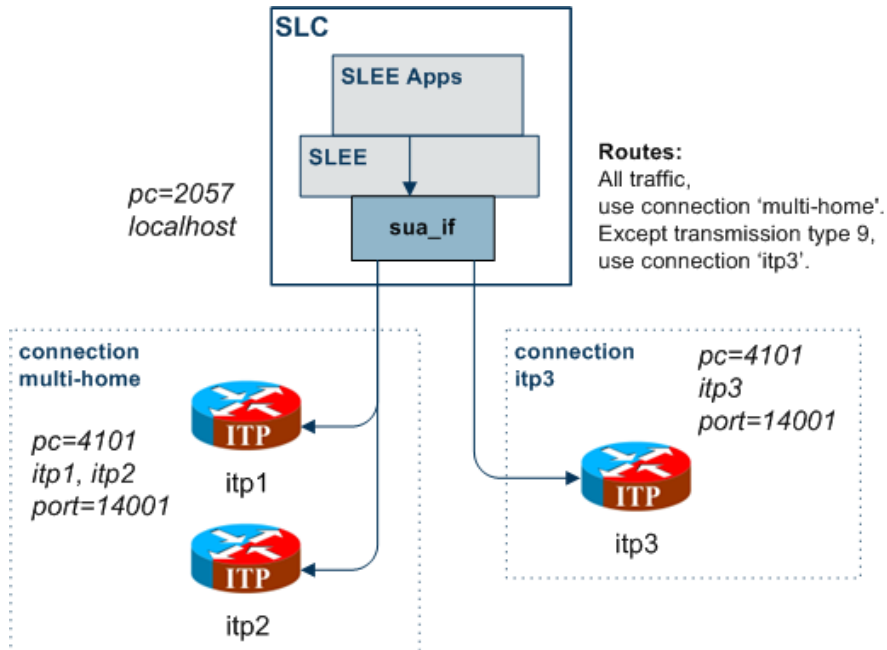 SLC
SLEE Apps
SLEE
sua_if
pc=2057
localhost
Routes:
All traffic,
use connection ‘multi-home’.
Except transmission type 9,
use connection ‘itp3’.
connection
multi-home
pc=4101
itp1, itp2
port=14001
ITP
itp1
ITP
itp2
connection
itp3
pc=4101
itp3
port=14001
ITP
itp3